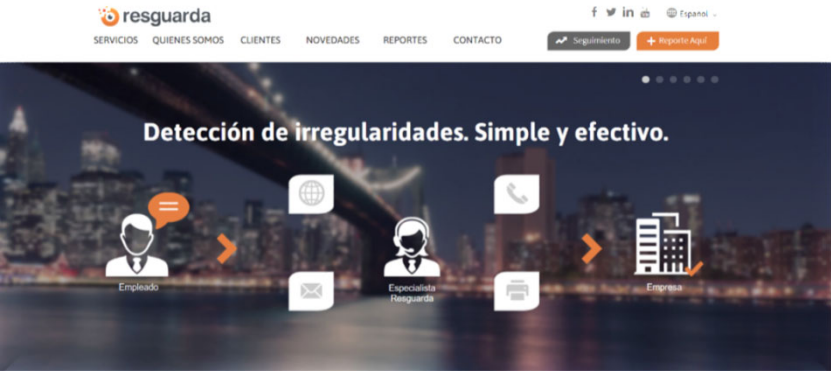 resguarda
Español
SERVICIOS QUIENES SOMOS CLIENTES NOVEDADES REPORTES CONTACTO
Seguimiento
Reporte Aquí
Detección de irregularidades. Simple y efectivo.
Empleado
Especialista
Resguarda
Empresa